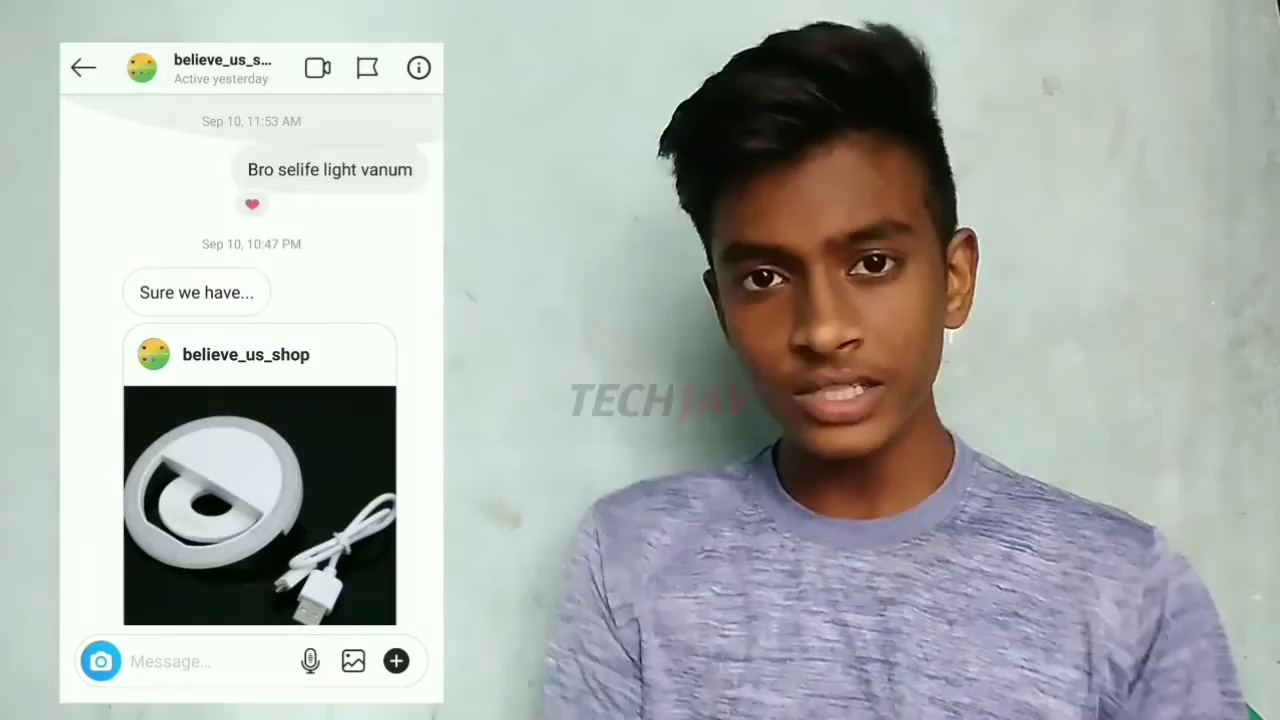 believe_us_s...
Active yesterday
Sep 10, 11:53 AM
Bro selife light vanum
Sep 10, 10:47 PM
Sure we have...
believe_us_shop
TECHJAV
Message...